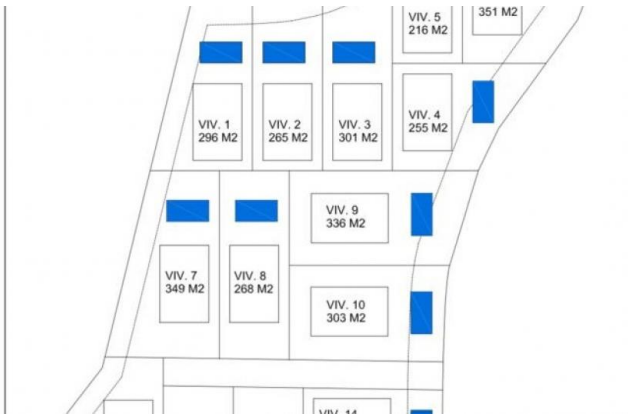 VIV. 5
216 M2
351 M2
VIV. 1
296 M2
VIV. 2
265 M2
VIV. 3
301 M2
VIV. 4
255 M2
VIV. 9
336 M2
VIV. 7
349 M2
VIV. 8
268 M2
VIV. 10
303 M2
VIV. 14